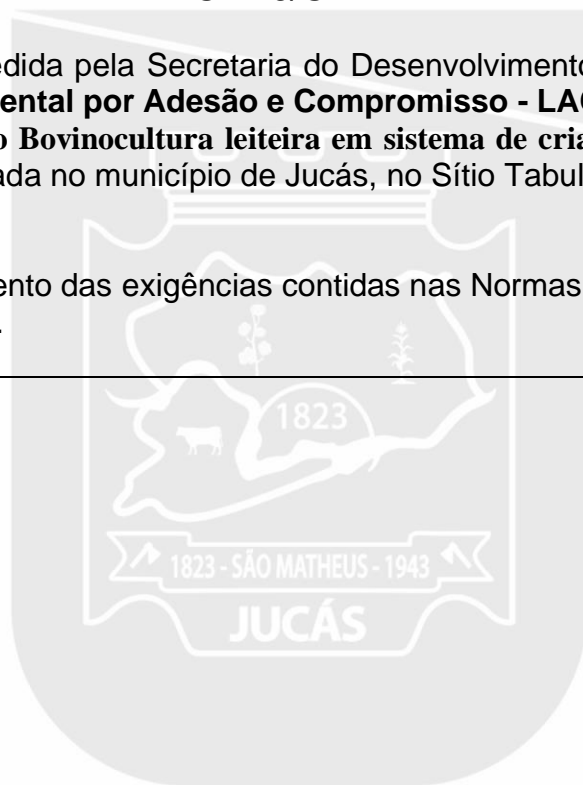 edida pela Secretaria do Desenvolvimento
ental por Adesão e Compromisso - LAC
o Bovinocultura leiteira em sistema de cria
ada no município de Jucás, no Sítio Tabul
ento das exigências contidas nas Normas
.
1823
1823 - SÃO MATHEUS - 1943
JUCÁS